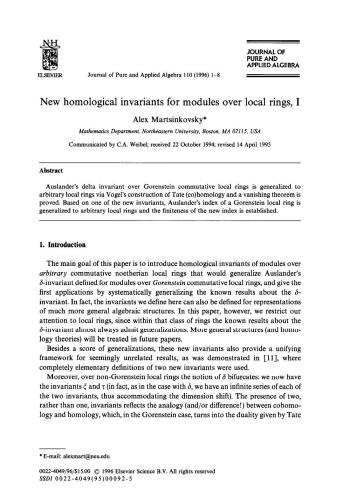 NH
ELSEVIER
Journal of Pure and Applied Algebra 110 (1996) 1–8
JOURNAL OF
PURE AND
APPLIED ALGEBRA
New homological invariants for modules over local rings, I
Alex Martsinkovsky*
Mathematics Department, Northeastern University, Boston, MA 02115, USA
Communicated by C.A. Weibel; received 22 October 1994; revised 14 April 1995
Abstract
Auslander's delta invariant over Gorenstein commutative local rings is generalized to
arbitrary local rings via Vogel's construction of Tate (co)homology and a vanishing theorem is
proved. Based on one of the new invariants, Auslander's index of a Gorenstein local ring is
generalized to arbitrary local rings and the finiteness of the new index is established.
1. Introduction
The main goal of this paper is to introduce homological invariants of modules over
arbitrary commutative noetherian local rings that would generalize Auslander's
δ-invariant defined for modules over Gorenstein commutative local rings, and give the
first applications by systematically generalizing the known results about the δ-
invariant. In fact, the invariants we define here can also be defined for representations
of much more general algebraic structures. In this paper, however, we restrict our
attention to local rings, since within that class of rings the known results about the
δ-invariant almost always admit generalizations. More general structures (and homo-
logy theories) will be treated in future papers.
Besides a score of generalizations, these new invariants also provide a unifying
framework for seemingly unrelated results, as was demonstrated in [11], where
completely elementary definitions of two new invariants were used.
Moreover, over non-Gorenstein local rings the notion of δ bifurcates: we now have
the invariants ξ and τ (in fact, as in the case with δ, we have an infinite series of each of
the two invariants, thus accommodating the dimension shift). The presence of two,
rather than one, invariants reflects the analogy (and/or difference!) between cohomo-
logy and homology, which, in the Gorenstein case, turns into the duality given by Tate
* E-mail: alexmart@neu.edu
0022-4049/96/$15.00 © 1996 Elsevier Science B.V. All rights reserved
SSDI 0022-4049(95)00092-5